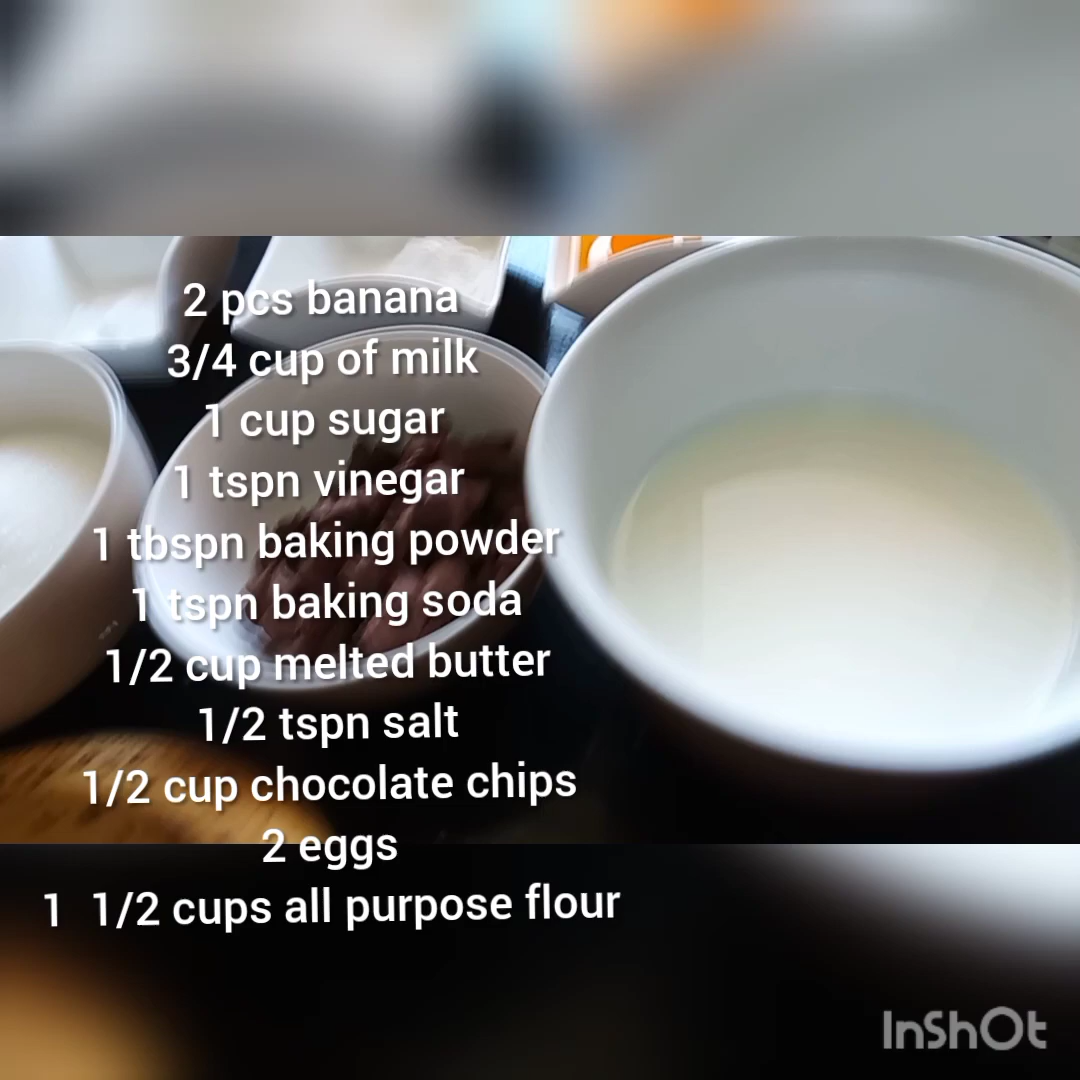 2 pcs banana
3/4 cup of milk
1 cup sugar
1 tspn vinegar
1 tbspn baking powder
1 tspn baking soda
1/2 cup melted butter
1/2 tspn salt
1/2 cup chocolate chips
2 eggs
1 1/2 cups all purpose flour
InShOt